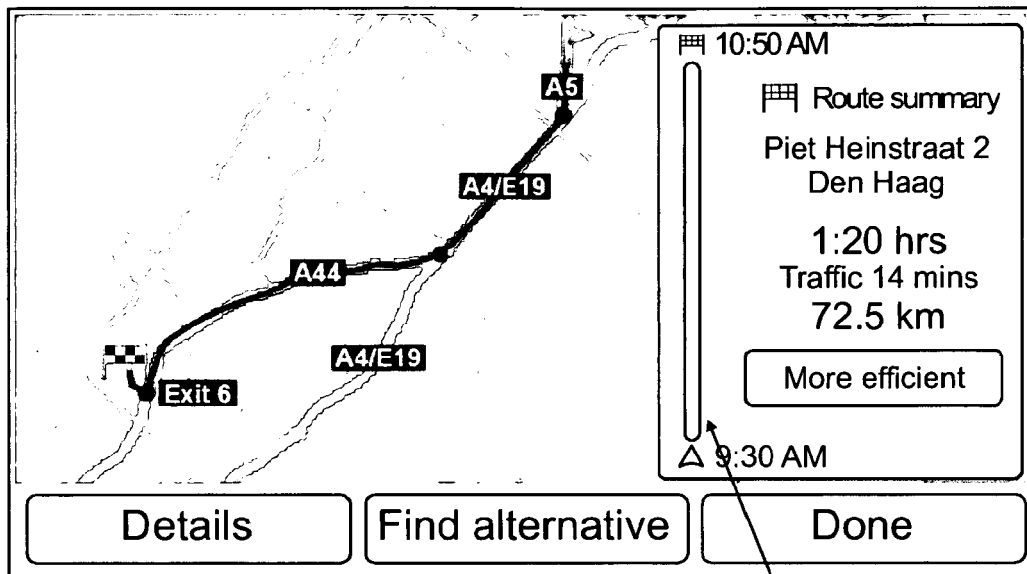 A5
A4/E19
A44
A4/E19
Exit 6
10:50 AM
Route summary
Piet Heinstraat 2
Den Haag
1:20 hrs
Traffic 14 mins
72.5 km
More efficient
9:30 AM
Details
Find alternative
Done